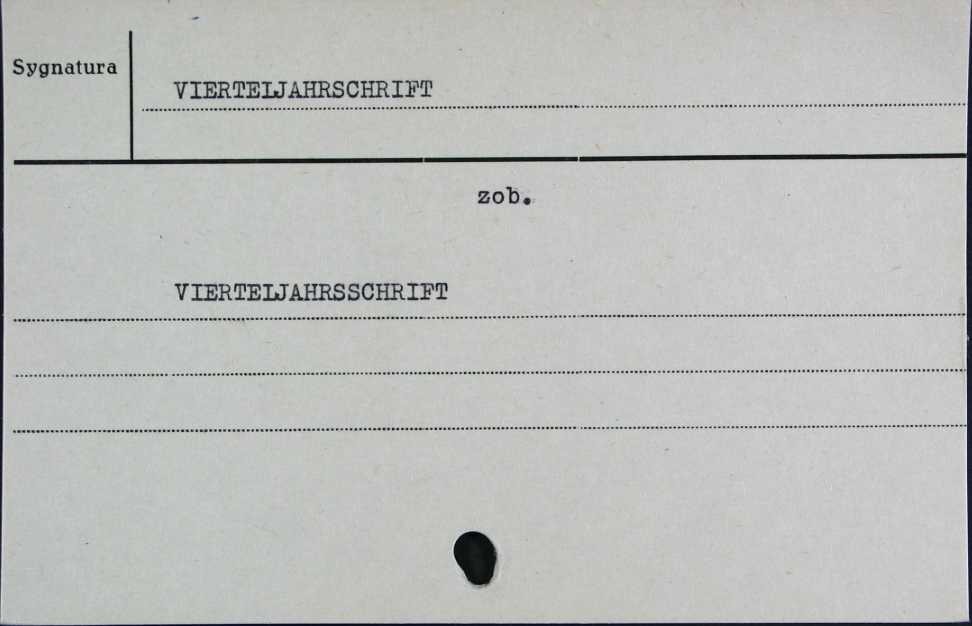 Sygnatura
VIERTELJAHRSCHRIFT
zob.
VIERTELJAHRSSCHRIFT